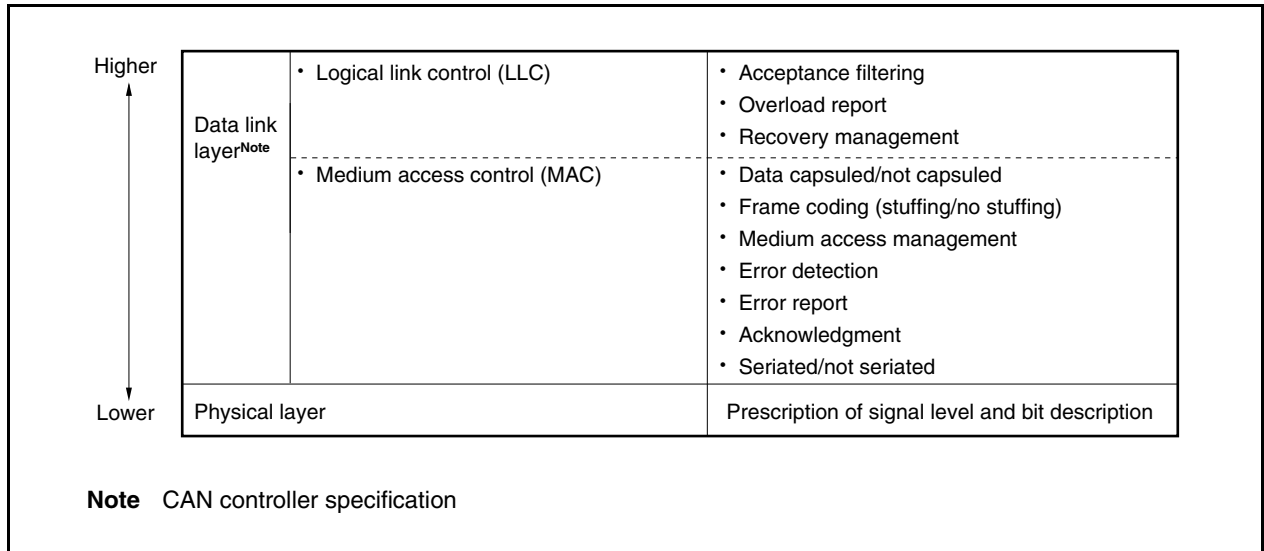 Higher
Data link
layerNote
• Logical link control (LLC)
• Acceptance filtering
• Overload report
• Recovery management
• Medium access control (MAC)
• Data capsuled/not capsuled
• Frame coding (stuffing/no stuffing)
• Medium access management
• Error detection
• Error report
• Acknowledgment
• Seriated/not seriated
Lower
Physical layer
Prescription of signal level and bit description
Note CAN controller specification